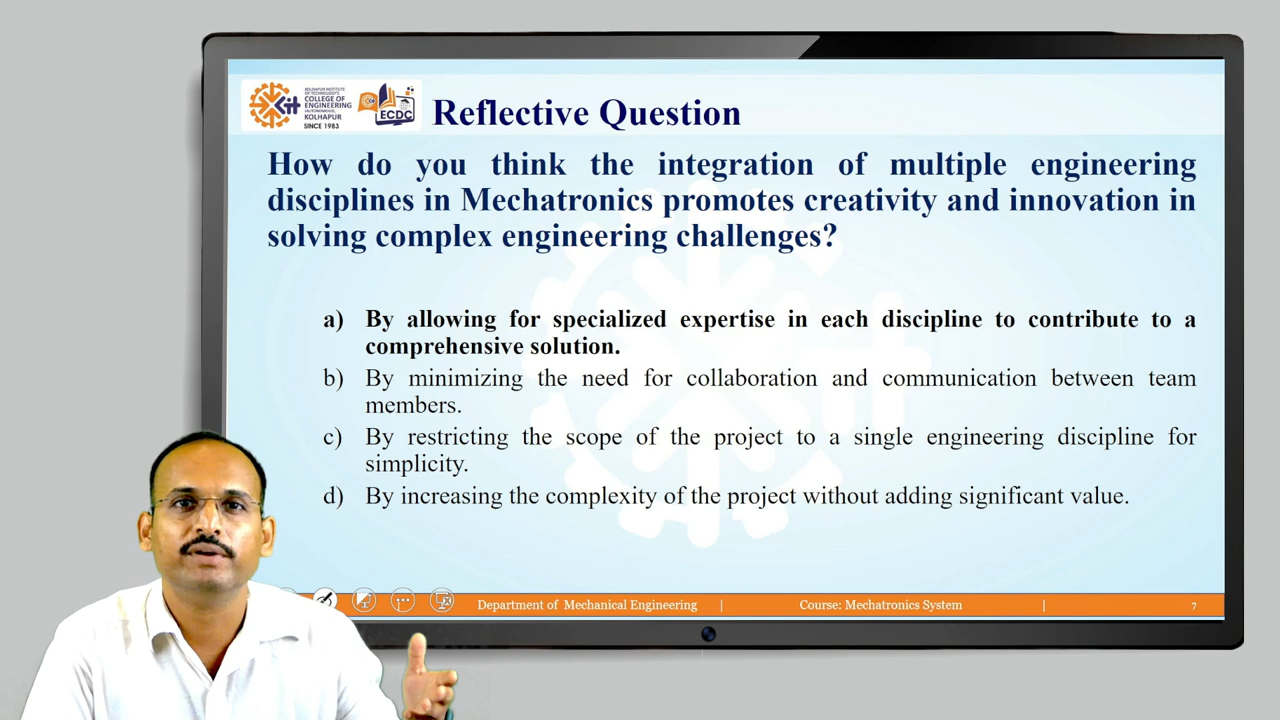 KOLHAPUR INSTITUTE
OF TECHNOLOGY'S
COLLEGE OF
ENGINEERING
(AUTONOMOUS),
KOLHAPUR
SINCE 1983
ECDC
Reflective Question
How do you think the integration of multiple engineering
disciplines in Mechatronics promotes creativity and innovation in
solving complex engineering challenges?
a) By allowing for specialized expertise in each discipline to contribute to a
comprehensive solution.
b) By minimizing the need for collaboration and communication between team
members.
c) By restricting the scope of the project to a single engineering discipline for
simplicity.
d) By increasing the complexity of the project without adding significant value.
Department of Mechanical Engineering | Course: Mechatronics System | 7